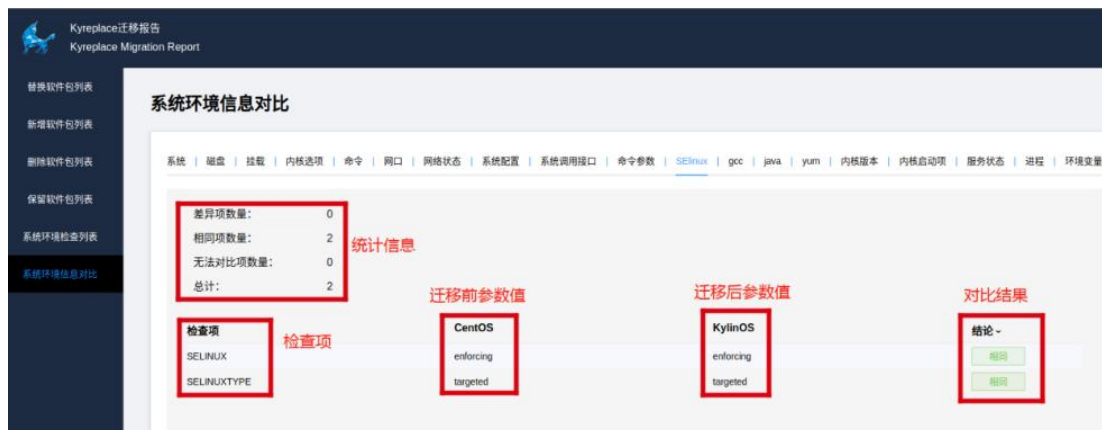 Kyreplace迁移报告
Kyreplace Migration Report
替换软件包列表
新增软件包列表
删除软件包列表
保留软件包列表
系统环境检查列表
系统环境信息对比
系统环境信息对比
系统 | 磁盘 | 挂载 | 内核选项 | 命令 | 网口 | 网络状态 | 系统配置 | 系统调用接口 | 命令参数 | SElinux | gcc | java | yum | 内核版本 | 内核启动项 | 服务状态 | 进程 | 环境变量
差异项数量： 0
相同项数量： 2
无法对比项数量： 0
总计： 2
统计信息
迁移前参数值
迁移后参数值
对比结果
检查项 CentOS KylinOS 结论
检查项
SELINUX enforcing enforcing 相同
SELINUXTYPE targeted targeted 相同